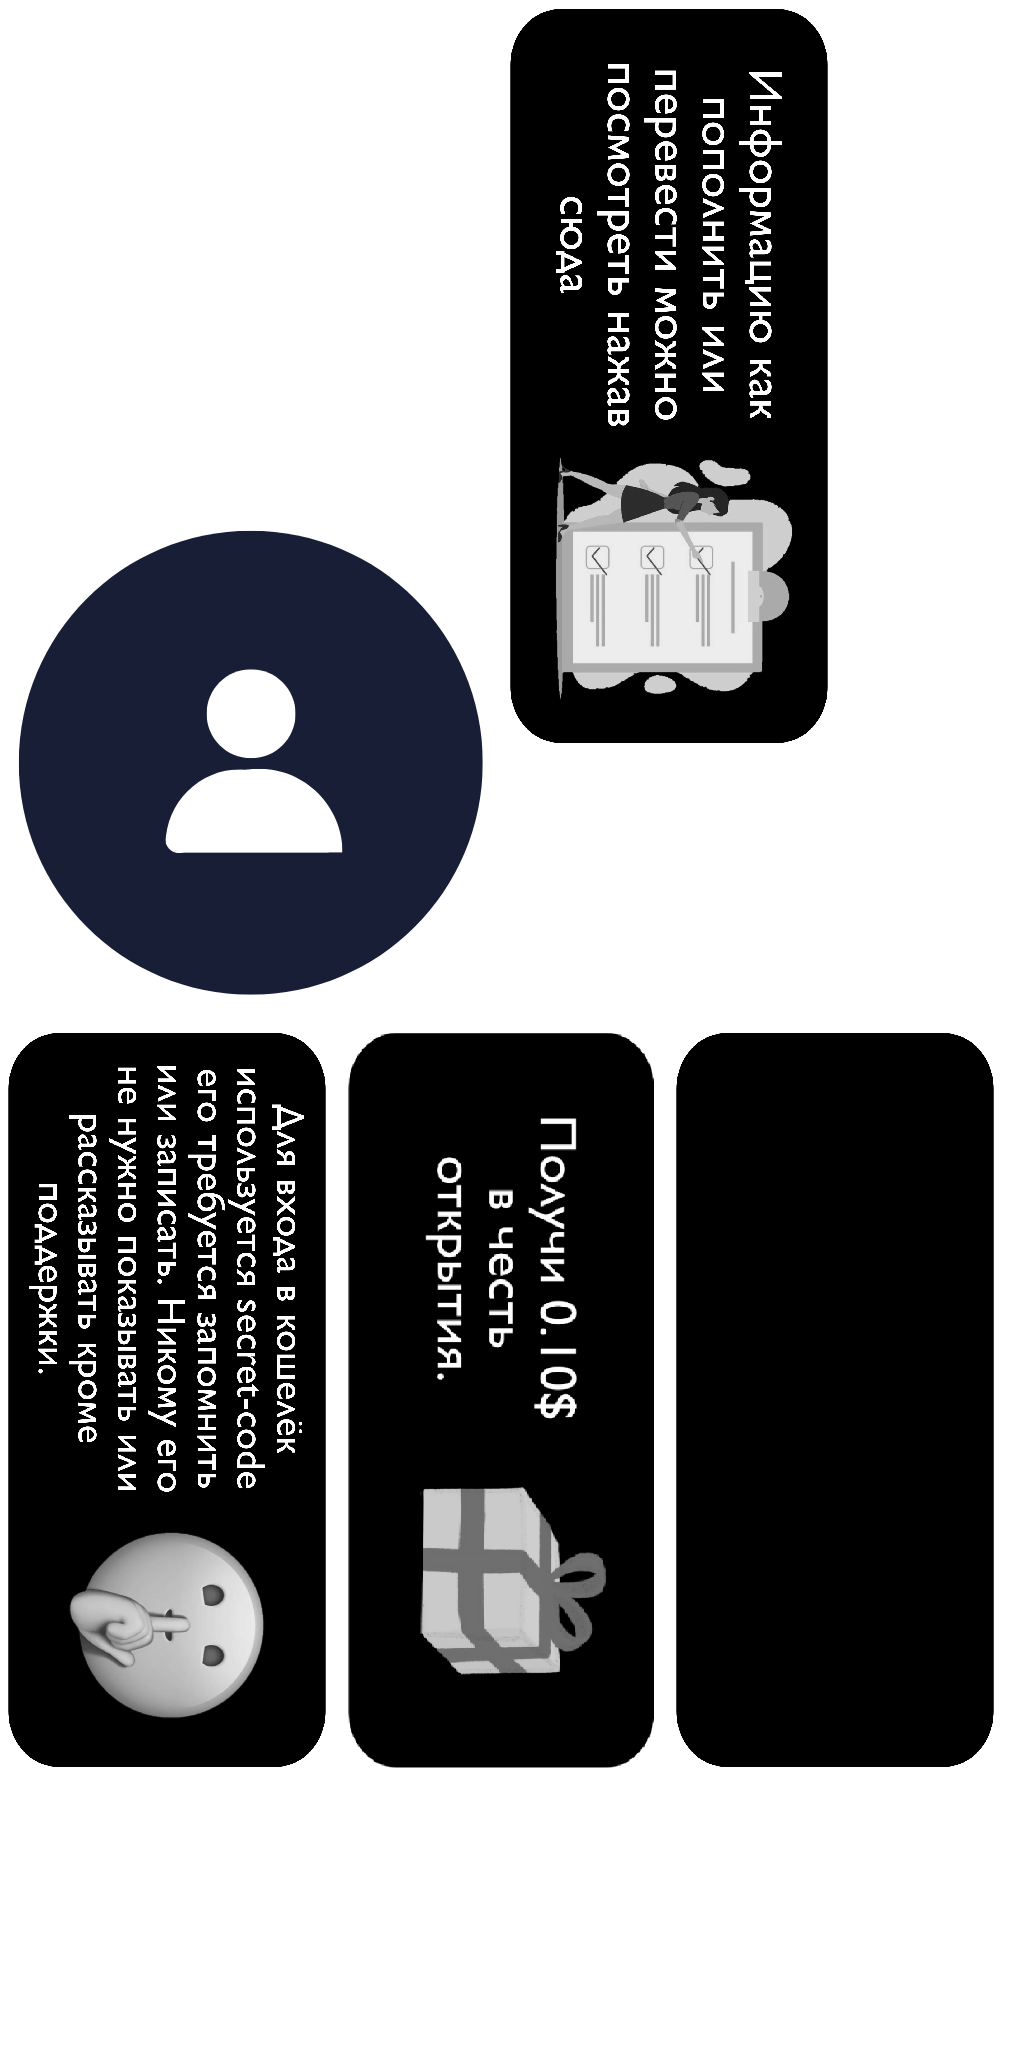 Информацию как
пополнить или
перевести можно
посмотреть нажав
сюда
Для входа в кошелёк
используется secret-code
его требуется запомнить
или записать. Никому его
не нужно показывать или
рассказывать кроме
поддержки.
Получи 0.10$
в честь
открытия.